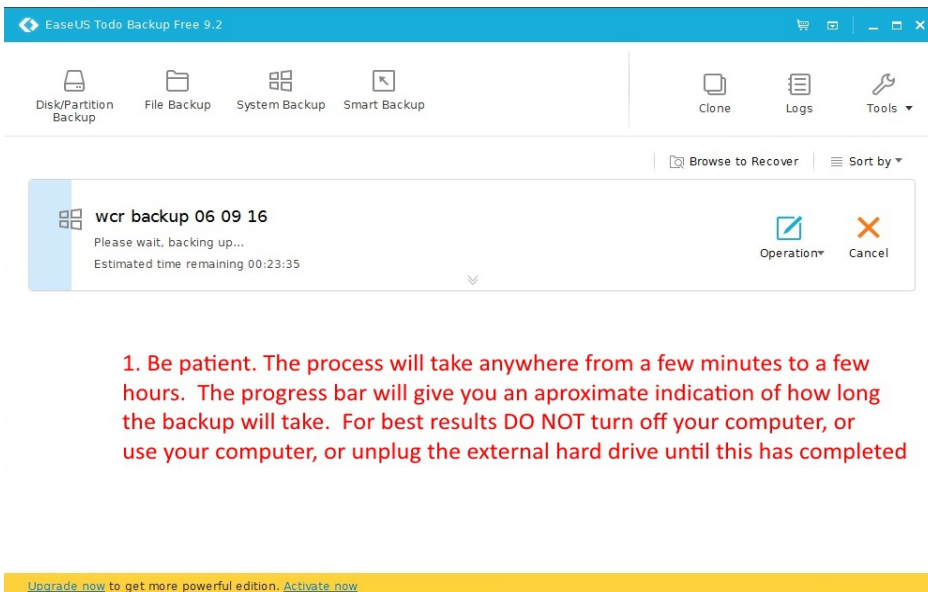 EaseUS Todo Backup Free 9.2
Disk/Partition
Backup
File Backup
System Backup
Smart Backup
Clone
Logs
Tools
Browse to Recover
Sort by
wcr backup 06 09 16
Please wait, backing up...
Estimated time remaining 00:23:35
Operation
Cancel
1. Be patient. The process will take anywhere from a few minutes to a few
hours. The progress bar will give you an aproximate indication of how long
the backup will take. For best results DO NOT turn off your computer, or
use your computer, or unplug the external hard drive until this has completed
Upgrade now to get more powerful edition. Activate now